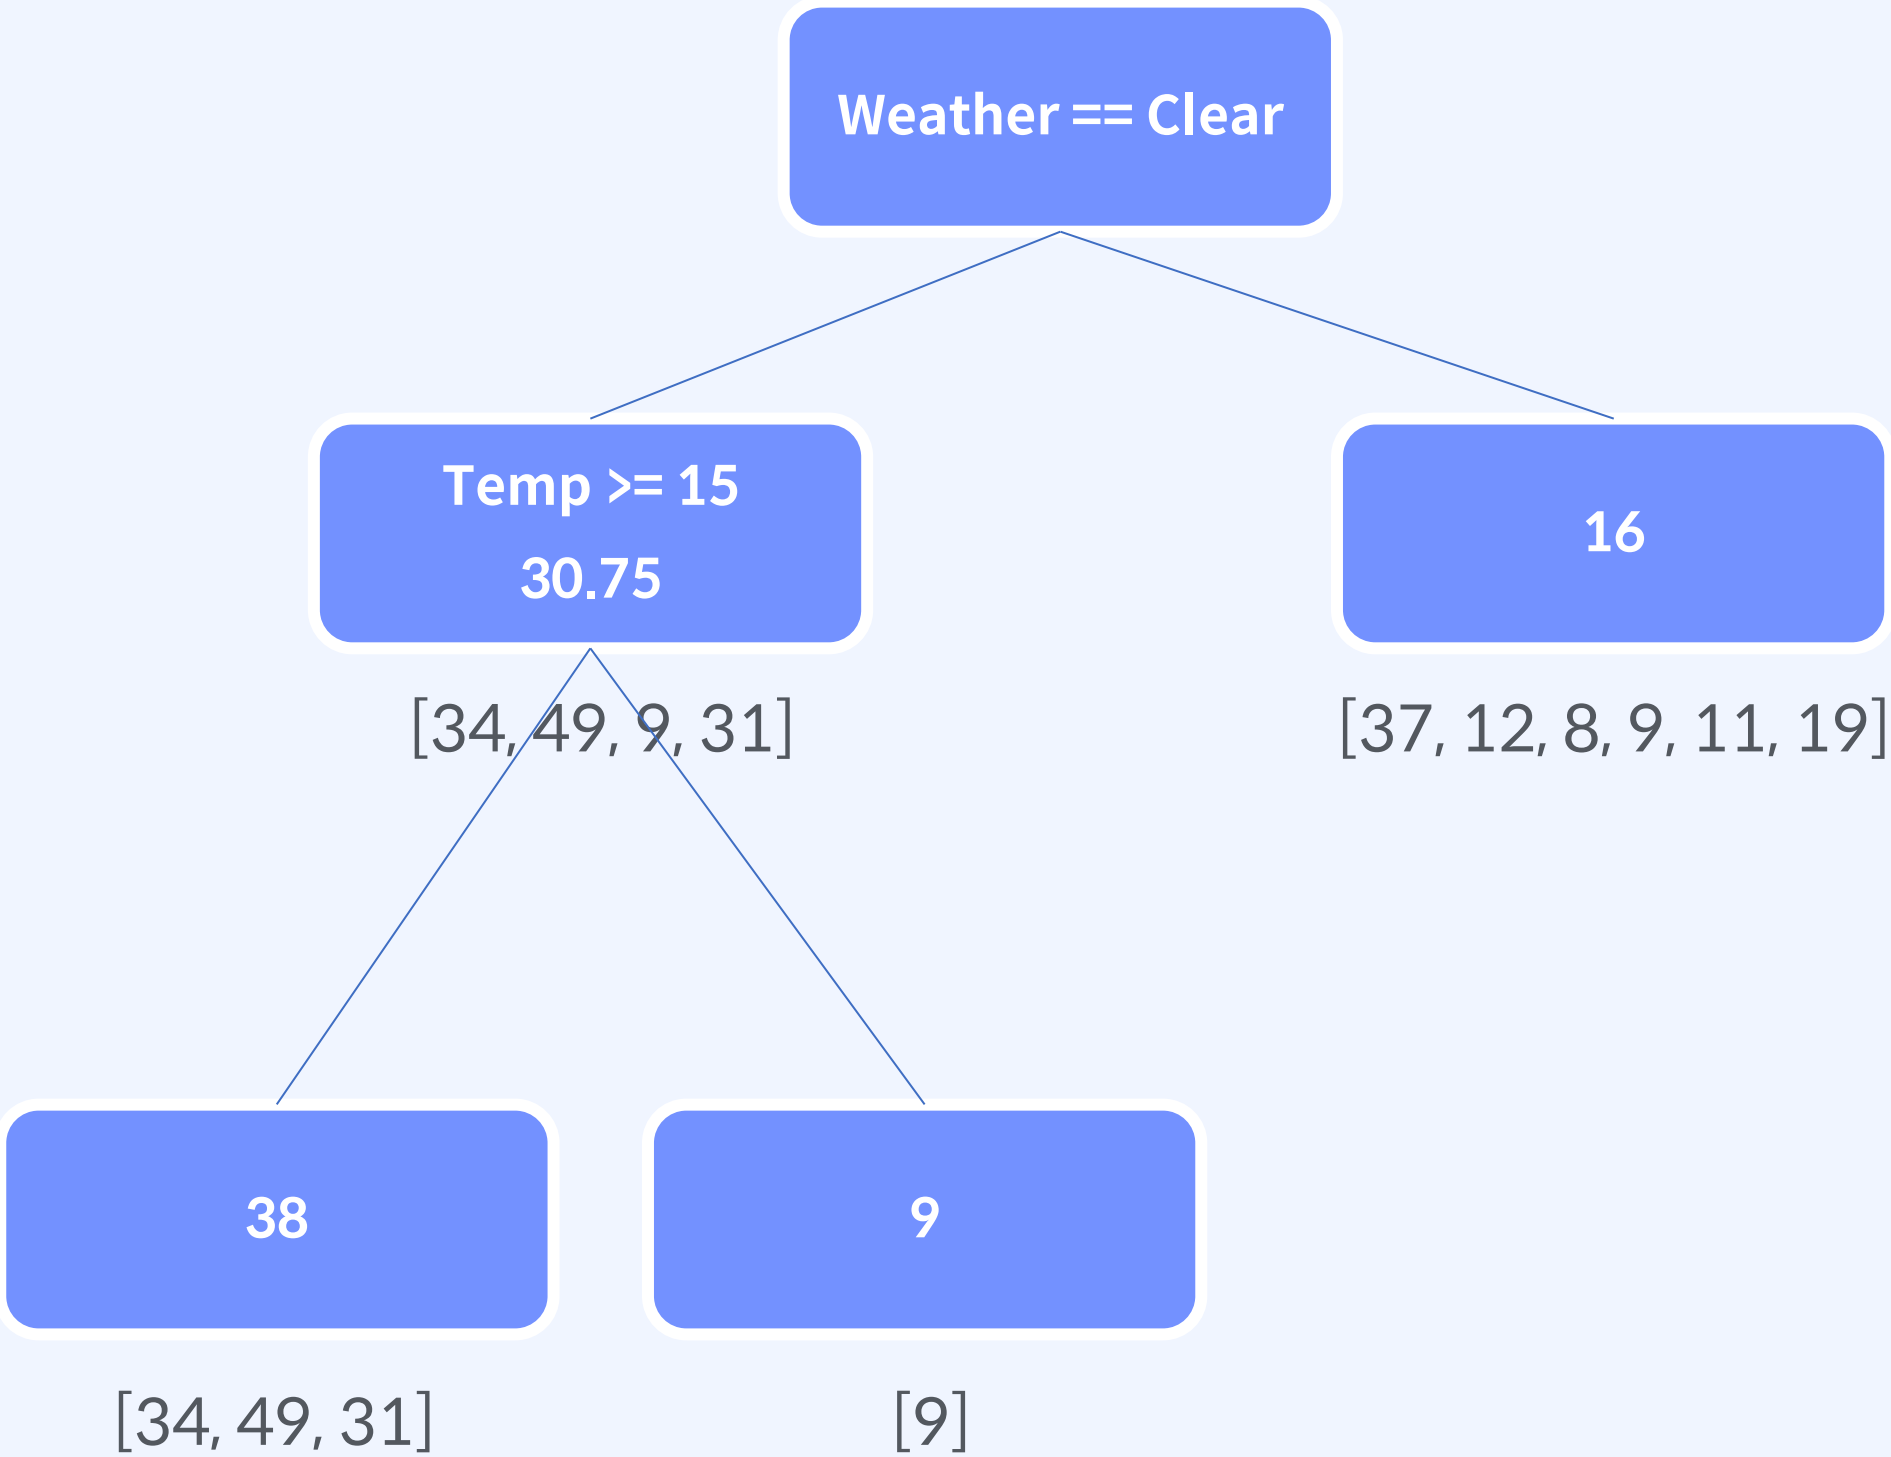 Weather == Clear
Temp >= 15
30.75
16
[34, 49, 9, 31]
[37, 12, 8, 9, 11, 19]
38
9
[34, 49, 31]
[9]